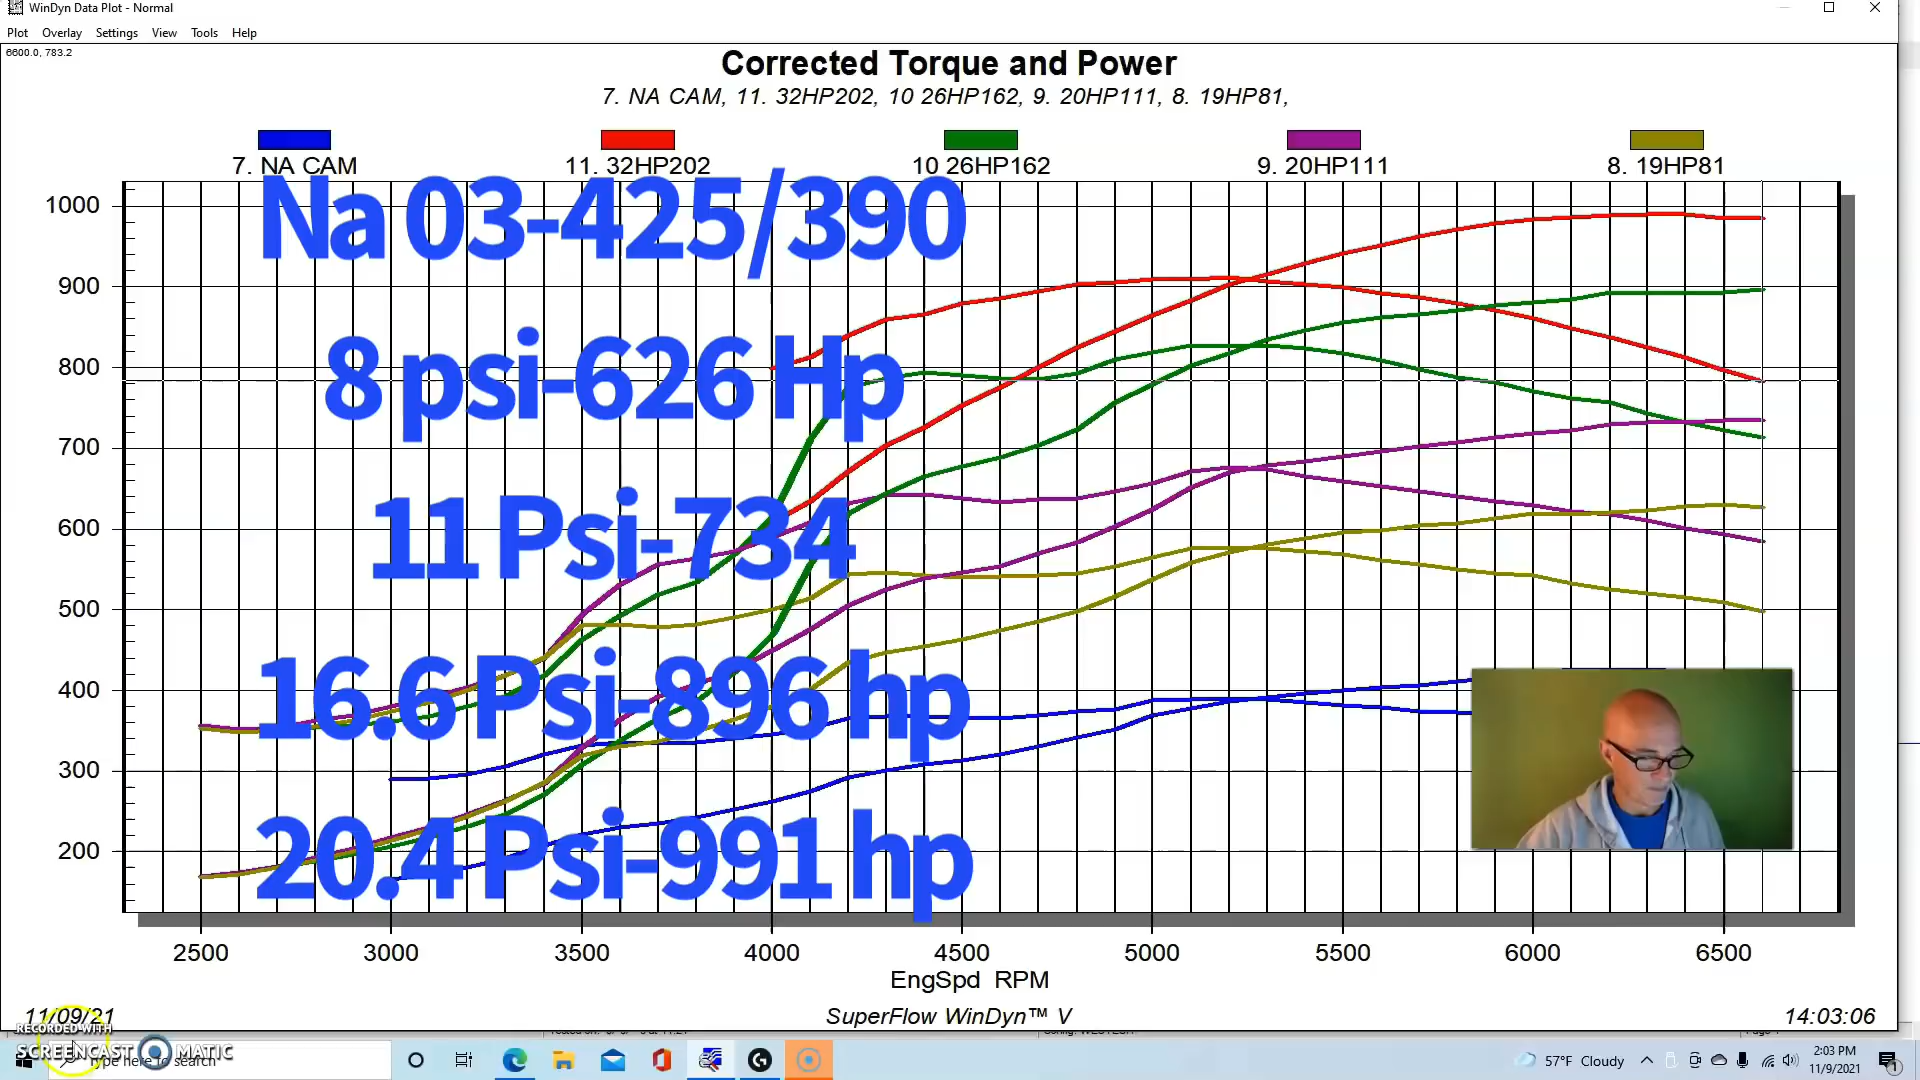 WinDyn Data Plot - Normal
Plot Overlay Settings View Tools Help
6600.0, 783.2
Corrected Torque and Power
7. NA CAM, 11. 32HP202, 10 26HP162, 9. 20HP111, 8. 19HP81,
7. NA CAM 11. 32HP202 10 26HP162 9. 20HP111 8. 19HP81
Na 03-425/390
8 psi-626 Hp
11 Psi-734
16.6 Psi-896 hp
20.4 Psi-991 hp
1000
900
800
700
600
500
400
300
200
2500 3000 3500 4000 4500 5000 5500 6000 6500
EngSpd RPM
11/09/21 SuperFlow WinDyn™ V 14:03:06
RECORDED WITH
SCREENCAST MATIC
Type here to search
57°F Cloudy
2:03 PM
11/9/2021